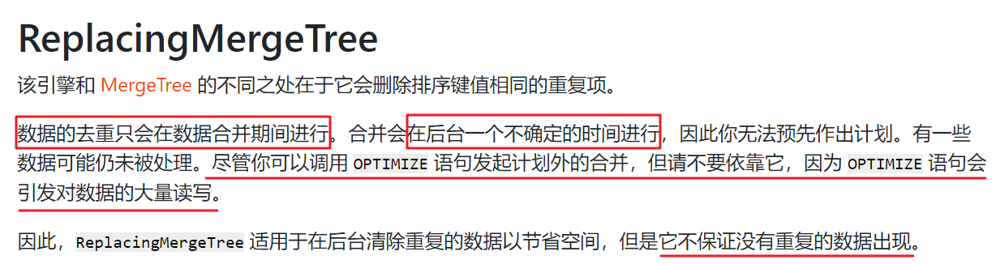 ReplacingMergeTree
该引擎和 MergeTree 的不同之处在于它会删除排序键值相同的重复项。
数据的去重只会在数据合并期间进行。合并会在后台一个不确定的时间进行，因此你无法预先作出计划。有一些
数据可能仍未被处理。尽管你可以调用 OPTIMIZE 语句发起计划外的合并，但请不要依靠它，因为 OPTIMIZE 语句会
引发对数据的大量读写。
因此，ReplacingMergeTree 适用于在后台清除重复的数据以节省空间，但是它不保证没有重复的数据出现。